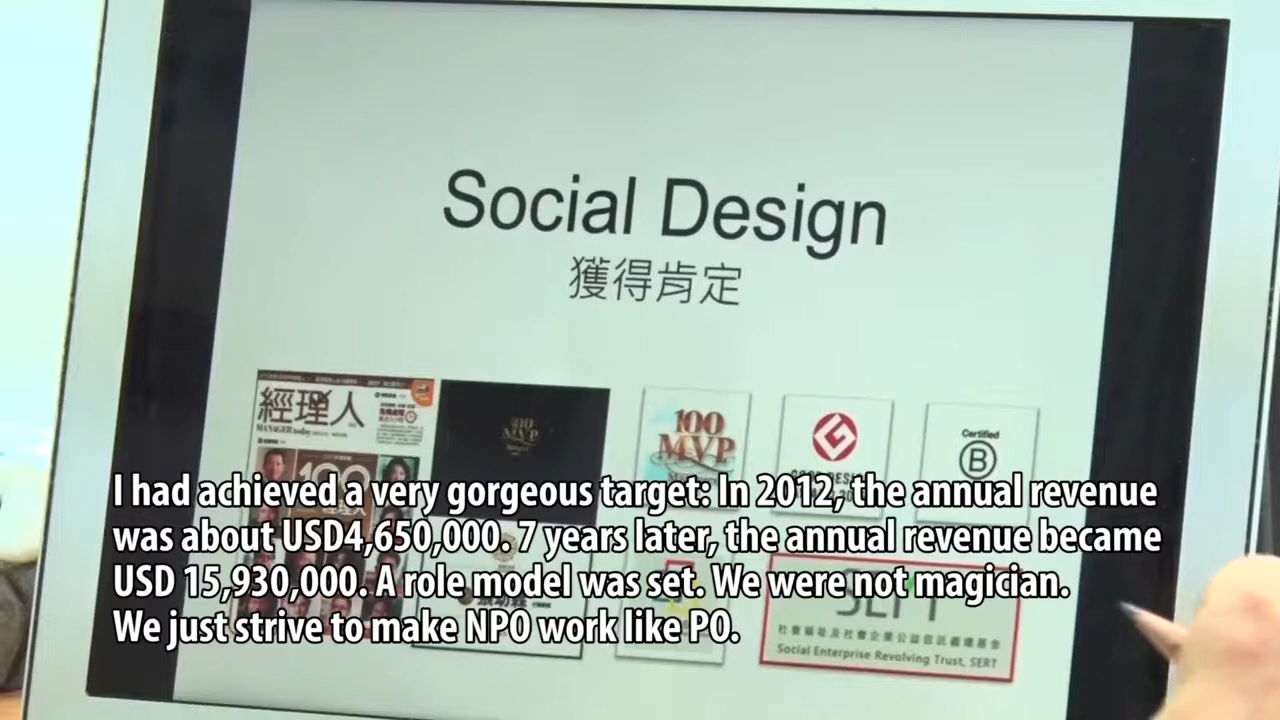 Social Design
獲得肯定
經理人
MANAGER today
100
MVP
100
MVP
Certified
B
I had achieved a very gorgeous target: In 2012, the annual revenue
was about USD4,650,000. 7 years later, the annual revenue became
USD 15,930,000. A role model was set. We were not magician.
We just strive to make NPO work like PO.
社會福祉及社會企業公益信託循環基金
Social Enterprise Revolving Trust, SERT